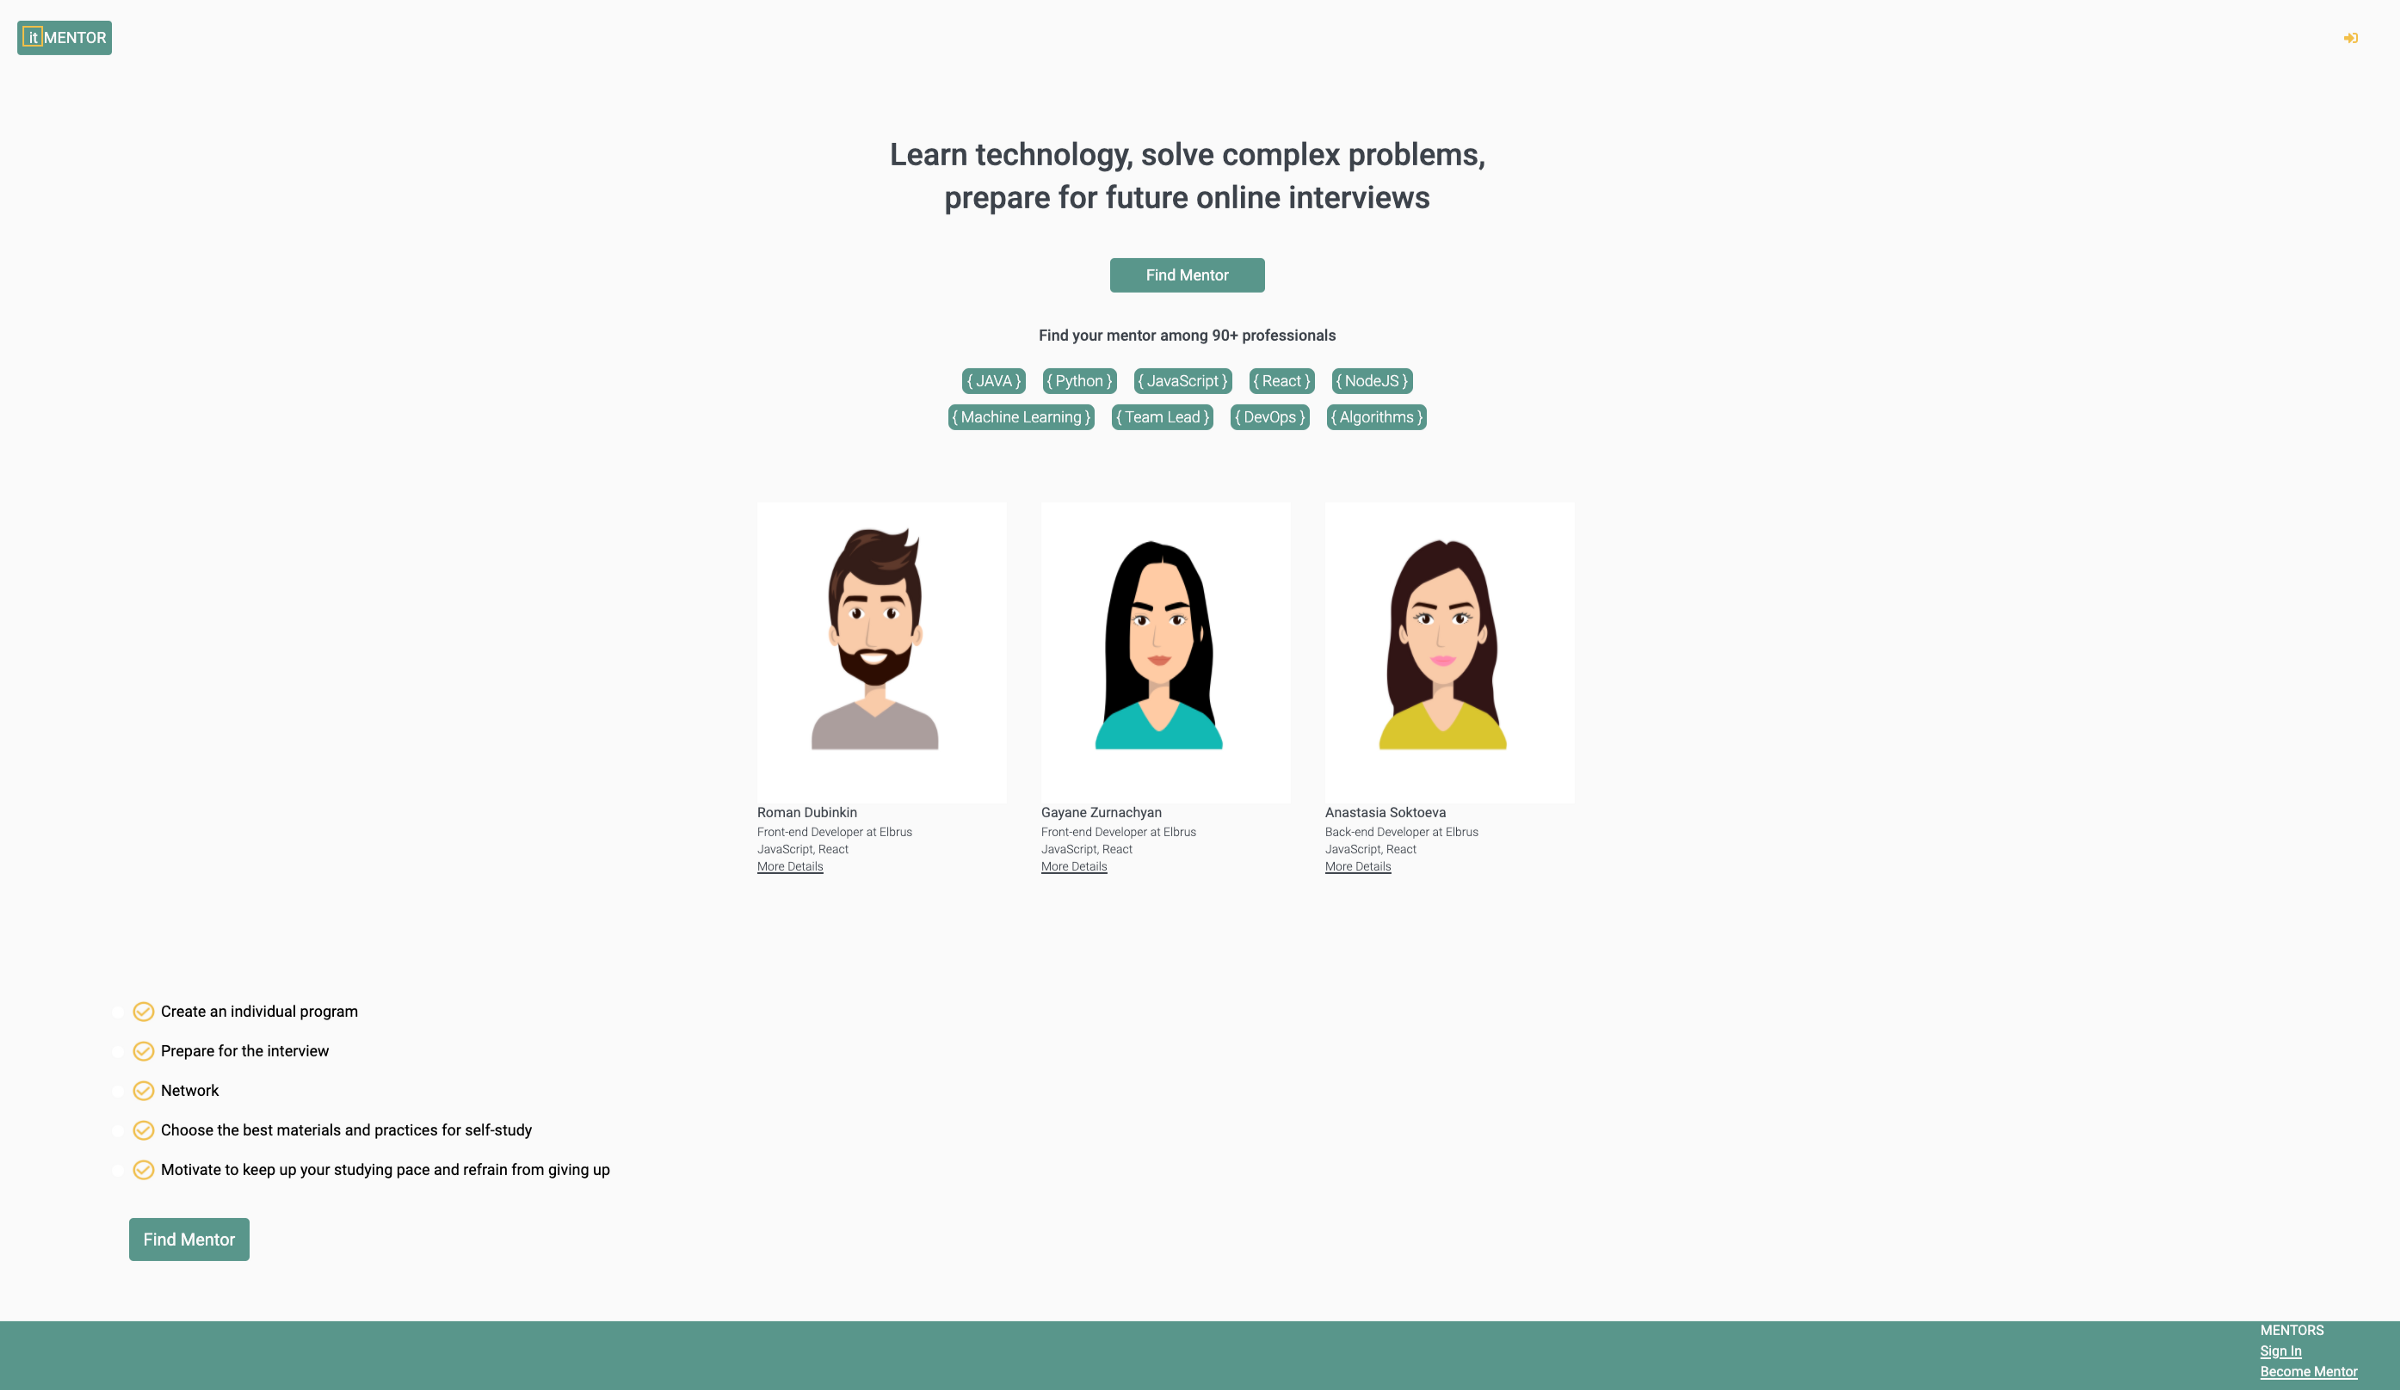 it MENTOR
Learn technology, solve complex problems,
prepare for future online interviews
Find Mentor
Find your mentor among 90+ professionals
{ JAVA } { Python } { JavaScript } { React } { NodeJS }
{ Machine Learning } { Team Lead } { DevOps } { Algorithms }
Roman Dubinkin
Front-end Developer at Elbrus
JavaScript, React
More Details
Gayane Zurnachyan
Front-end Developer at Elbrus
JavaScript, React
More Details
Anastasia Soktoeva
Back-end Developer at Elbrus
JavaScript, React
More Details
Create an individual program
Prepare for the interview
Network
Choose the best materials and practices for self-study
Motivate to keep up your studying pace and refrain from giving up
Find Mentor
MENTORS
Sign In
Become Mentor